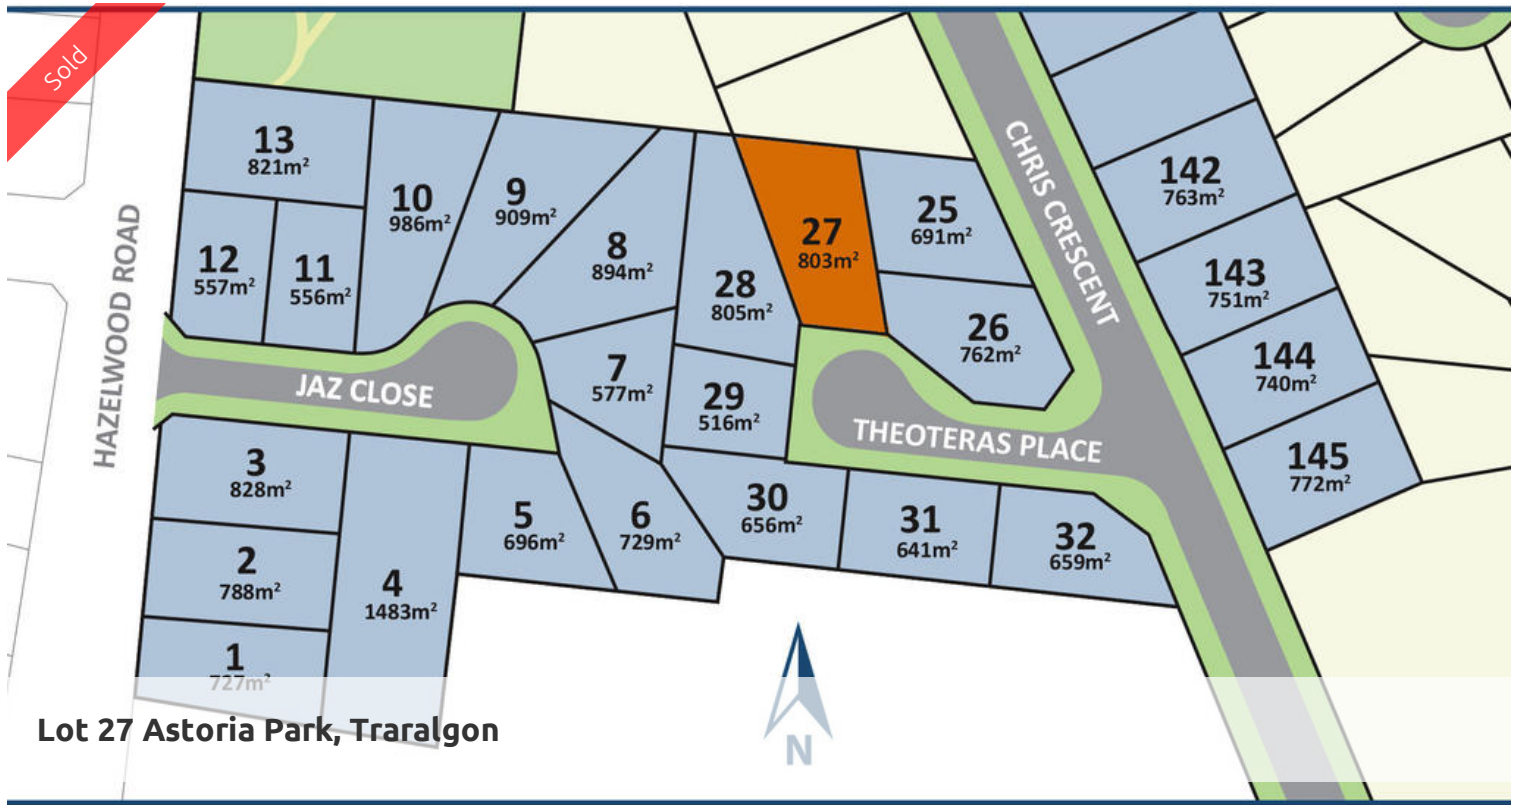 Sold
HAZELWOOD ROAD
13
821m²
12
557m²
11
556m²
10
986m²
9
909m²
8
894m²
7
577m²
28
805m²
29
516m²
27
803m²
25
691m²
26
762m²
CHRIS CRESCENT
142
763m²
143
751m²
144
740m²
145
772m²
JAZ CLOSE
THEOTERAS PLACE
3
828m²
2
788m²
1
727m²
4
1483m²
5
696m²
6
729m²
30
656m²
31
641m²
32
659m²
N
Lot 27 Astoria Park, Traralgon